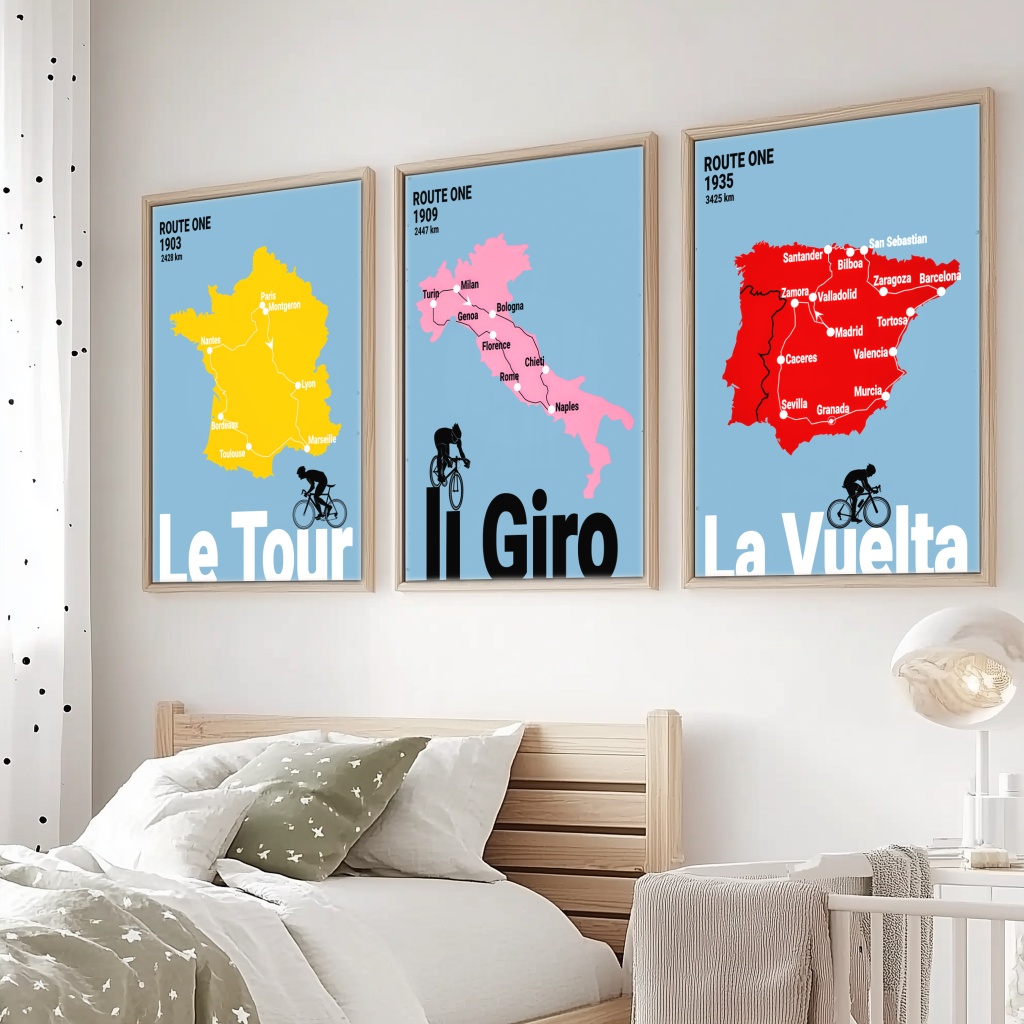 ROUTE ONE
1903
2428 km
Paris
Montgeron
Nantes
Lyon
Bordeaux
Toulouse
Marseille
Le Tour
ROUTE ONE
1909
2447 km
Milan
Turin
Bologna
Genoa
Florence
Chieti
Rome
Naples
Il Giro
ROUTE ONE
1935
3425 km
San Sebastian
Santander
Bilboa
Zaragoza
Barcelona
Zamora
Valladolid
Tortosa
Madrid
Caceres
Valencia
Murcia
Sevilla
Granada
La Vuelta